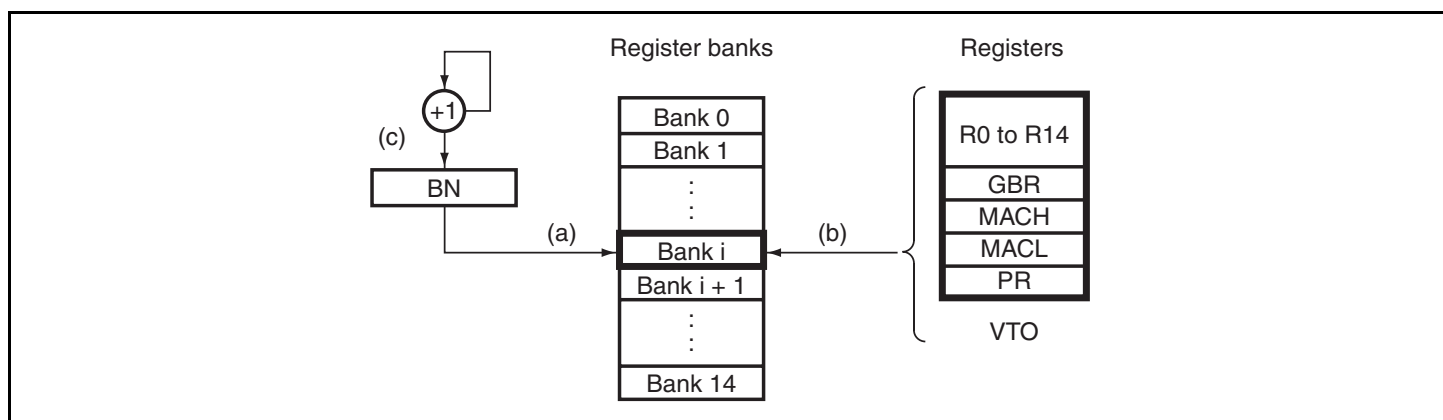 Register banks
Registers
+1
(c)
BN
(a)
Bank 0
Bank 1
:
:
Bank i
Bank i + 1
:
:
Bank 14
(b)
R0 to R14
GBR
MACH
MACL
PR
VTO